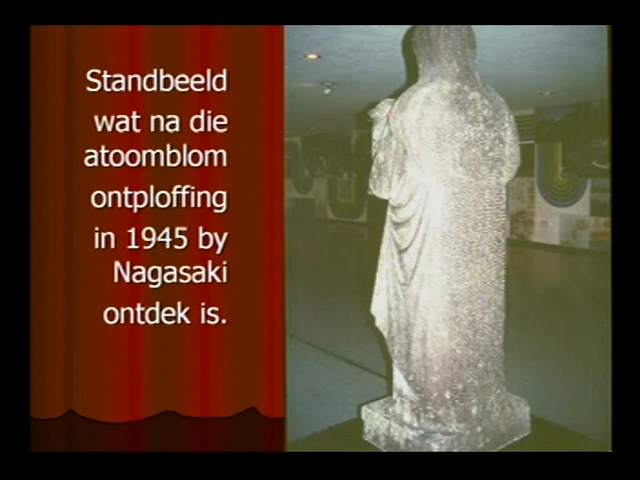 Standbeeld
wat na die
atoomblom
ontploffing
in 1945 by
Nagasaki
ontdek is.